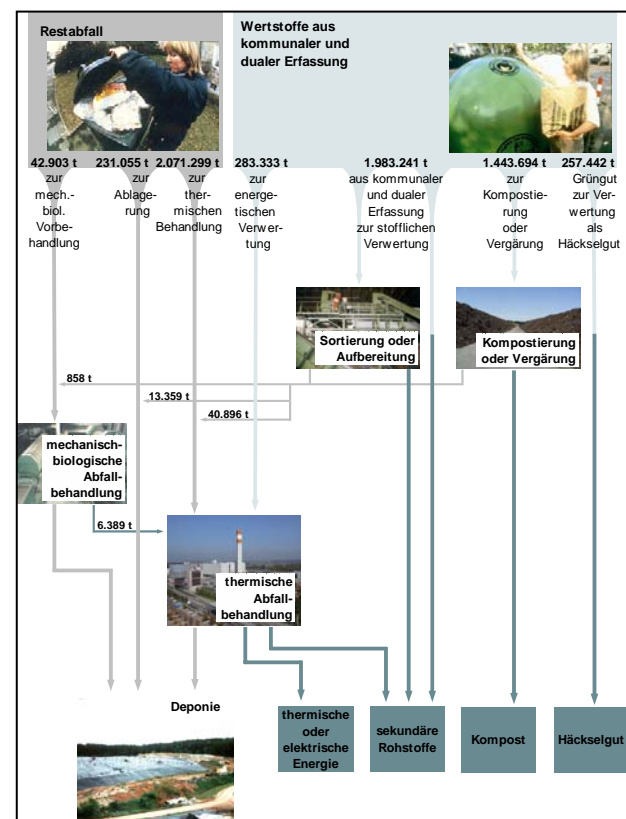 Restabfall
Wertstoffe aus
kommunaler und
dualer Erfassung
42.903 t
zur
mech.-
biol.
Vorbe-
handlung
231.055 t
zur
Ablage-
rung
2.071.299 t
zur
ther-
mischen
Behandlung
283.333 t
zur
energe-
tischen
Verwer-
tung
1.983.241 t
aus kommunaler
und dualer
Erfassung
zur stofflichen
Verwertung
1.443.694 t
zur
Kompostie-
rung
oder
Vergärung
257.442 t
Grüngut
zur Ver-
wertung
als
Häckselgut
Sortierung oder
Aufbereitung
Kompostierung
oder Vergärung
858 t
13.359 t
40.896 t
mechanisch-
biologische
Abfall-
behandlung
6.389 t
thermische
Abfall-
behandlung
Deponie
thermische
oder
elektrische
Energie
sekundäre
Rohstoffe
Kompost
Häckselgut